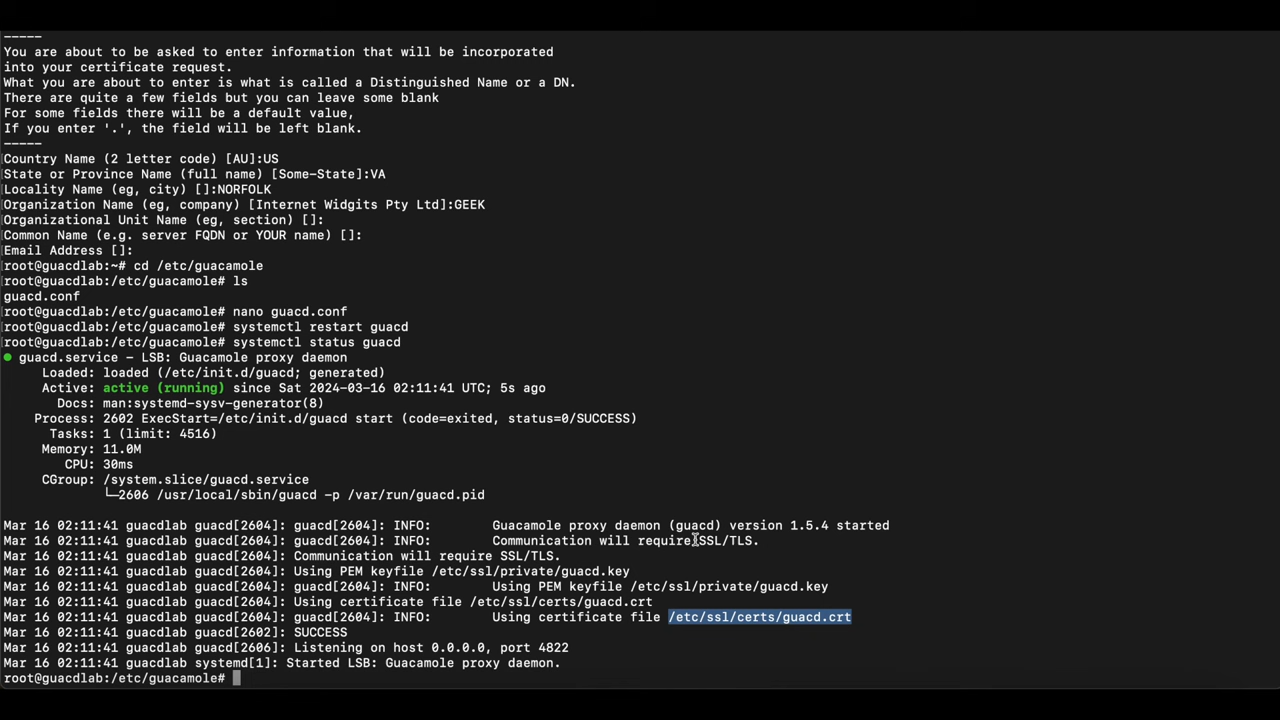 -----
You are about to be asked to enter information that will be incorporated
into your certificate request.
What you are about to enter is what is called a Distinguished Name or a DN.
There are quite a few fields but you can leave some blank
For some fields there will be a default value,
If you enter '.', the field will be left blank.
-----
Country Name (2 letter code) [AU]:US
State or Province Name (full name) [Some-State]:VA
Locality Name (eg, city) []:NORFOLK
Organization Name (eg, company) [Internet Widgits Pty Ltd]:GEEK
Organizational Unit Name (eg, section) []:
Common Name (e.g. server FQDN or YOUR name) []:
Email Address []:
root@guacdlab:~# cd /etc/guacamole
root@guacdlab:/etc/guacamole# ls
guacd.conf
root@guacdlab:/etc/guacamole# nano guacd.conf
root@guacdlab:/etc/guacamole# systemctl restart guacd
root@guacdlab:/etc/guacamole# systemctl status guacd
● guacd.service - LSB: Guacamole proxy daemon
Loaded: loaded (/etc/init.d/guacd; generated)
Active: active (running) since Sat 2024-03-16 02:11:41 UTC; 5s ago
Docs: man:systemd-sysv-generator(8)
Process: 2602 ExecStart=/etc/init.d/guacd start (code=exited, status=0/SUCCESS)
Tasks: 1 (limit: 4516)
Memory: 11.0M
CPU: 30ms
CGroup: /system.slice/guacd.service
└─2606 /usr/local/sbin/guacd -p /var/run/guacd.pid
Mar 16 02:11:41 guacdlab guacd[2604]: guacd[2604]: INFO: Guacamole proxy daemon (guacd) version 1.5.4 started
Mar 16 02:11:41 guacdlab guacd[2604]: guacd[2604]: INFO: Communication will require SSL/TLS.
Mar 16 02:11:41 guacdlab guacd[2604]: Communication will require SSL/TLS.
Mar 16 02:11:41 guacdlab guacd[2604]: Using PEM keyfile /etc/ssl/private/guacd.key
Mar 16 02:11:41 guacdlab guacd[2604]: guacd[2604]: INFO: Using PEM keyfile /etc/ssl/private/guacd.key
Mar 16 02:11:41 guacdlab guacd[2604]: Using certificate file /etc/ssl/certs/guacd.crt
Mar 16 02:11:41 guacdlab guacd[2604]: guacd[2604]: INFO: Using certificate file /etc/ssl/certs/guacd.crt
Mar 16 02:11:41 guacdlab guacd[2602]: SUCCESS
Mar 16 02:11:41 guacdlab guacd[2606]: Listening on host 0.0.0.0, port 4822
Mar 16 02:11:41 guacdlab systemd[1]: Started LSB: Guacamole proxy daemon.
root@guacdlab:/etc/guacamole#